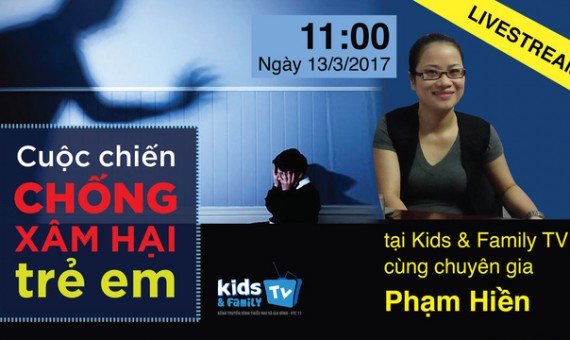 11:00
Ngày 13/3/2017
LIVESTREAM
Cuộc chiến
CHỐNG
XÂM HẠI
trẻ em
kids
& family
TV
tại Kids & Family TV
cùng chuyên gia
Phạm Hiền